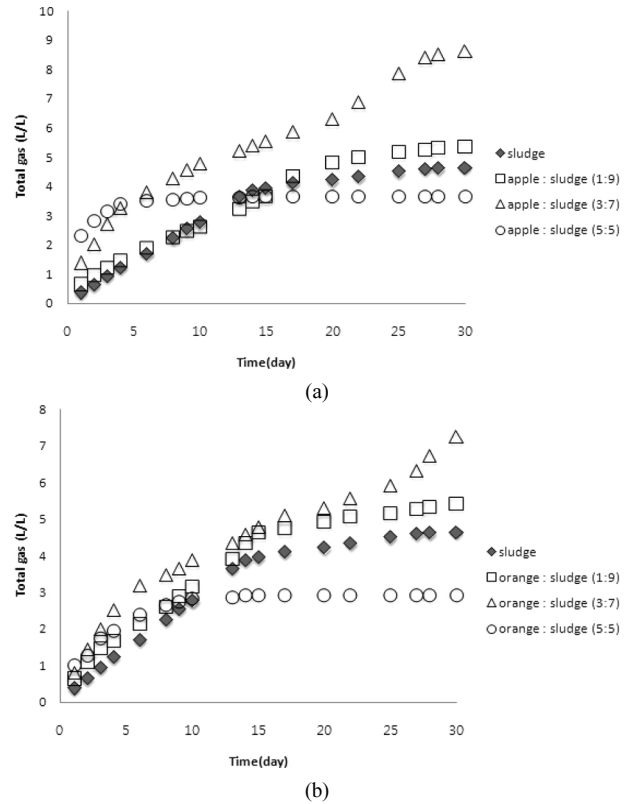 10
9
8
7
6
5
4
3
2
1
0
Total gas (L/L)
0 5 10 15 20 25 30
Time(day)
sludge
apple : sludge (1:9)
apple : sludge (3:7)
apple : sludge (5:5)
(a)
8
7
6
5
4
3
2
1
0
Total gas (L/L)
0 5 10 15 20 25 30
Time(day)
sludge
orange : sludge (1:9)
orange : sludge (3:7)
orange : sludge (5:5)
(b)